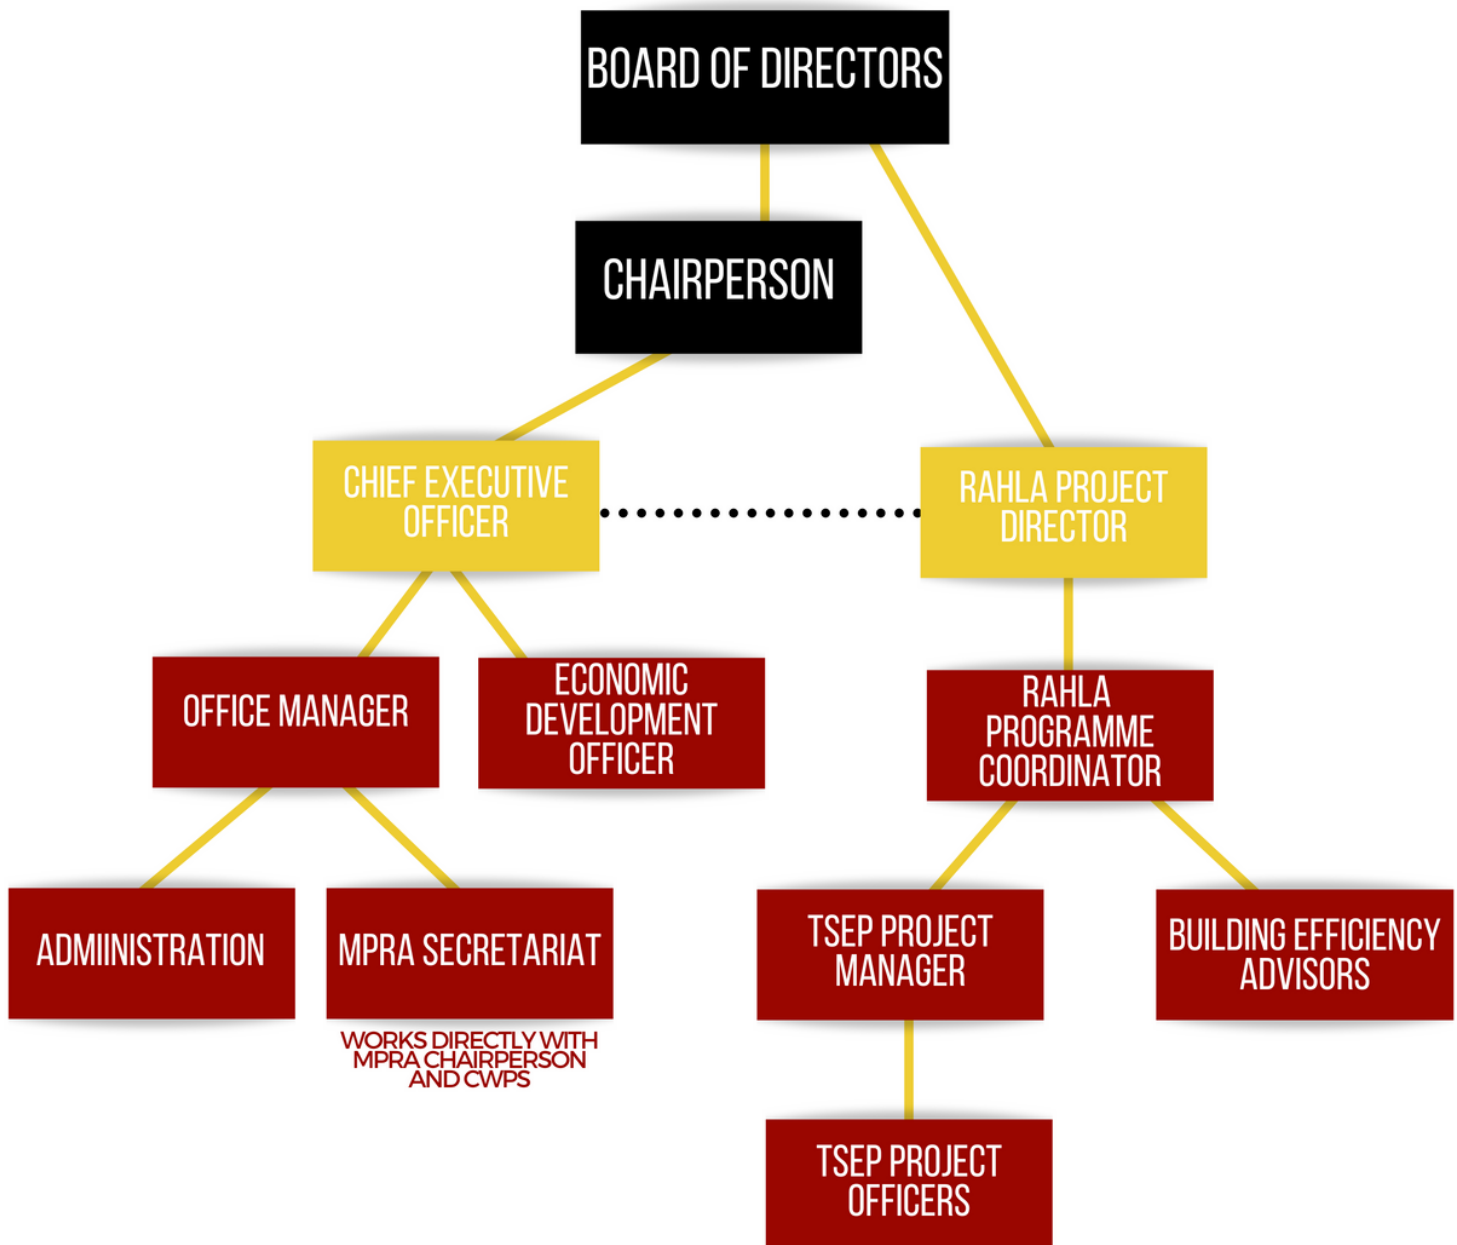 BOARD OF DIRECTORS
CHAIRPERSON
CHIEF EXECUTIVE
OFFICER
RAHLA PROJECT
DIRECTOR
OFFICE MANAGER
ECONOMIC
DEVELOPMENT
OFFICER
RAHLA
PROGRAMME
COORDINATOR
ADMIINISTRATION
MPRA SECRETARIAT
WORKS DIRECTLY WITH
MPRA CHAIRPERSON
AND CWPS
TSEP PROJECT
MANAGER
BUILDING EFFICIENCY
ADVISORS
TSEP PROJECT
OFFICERS